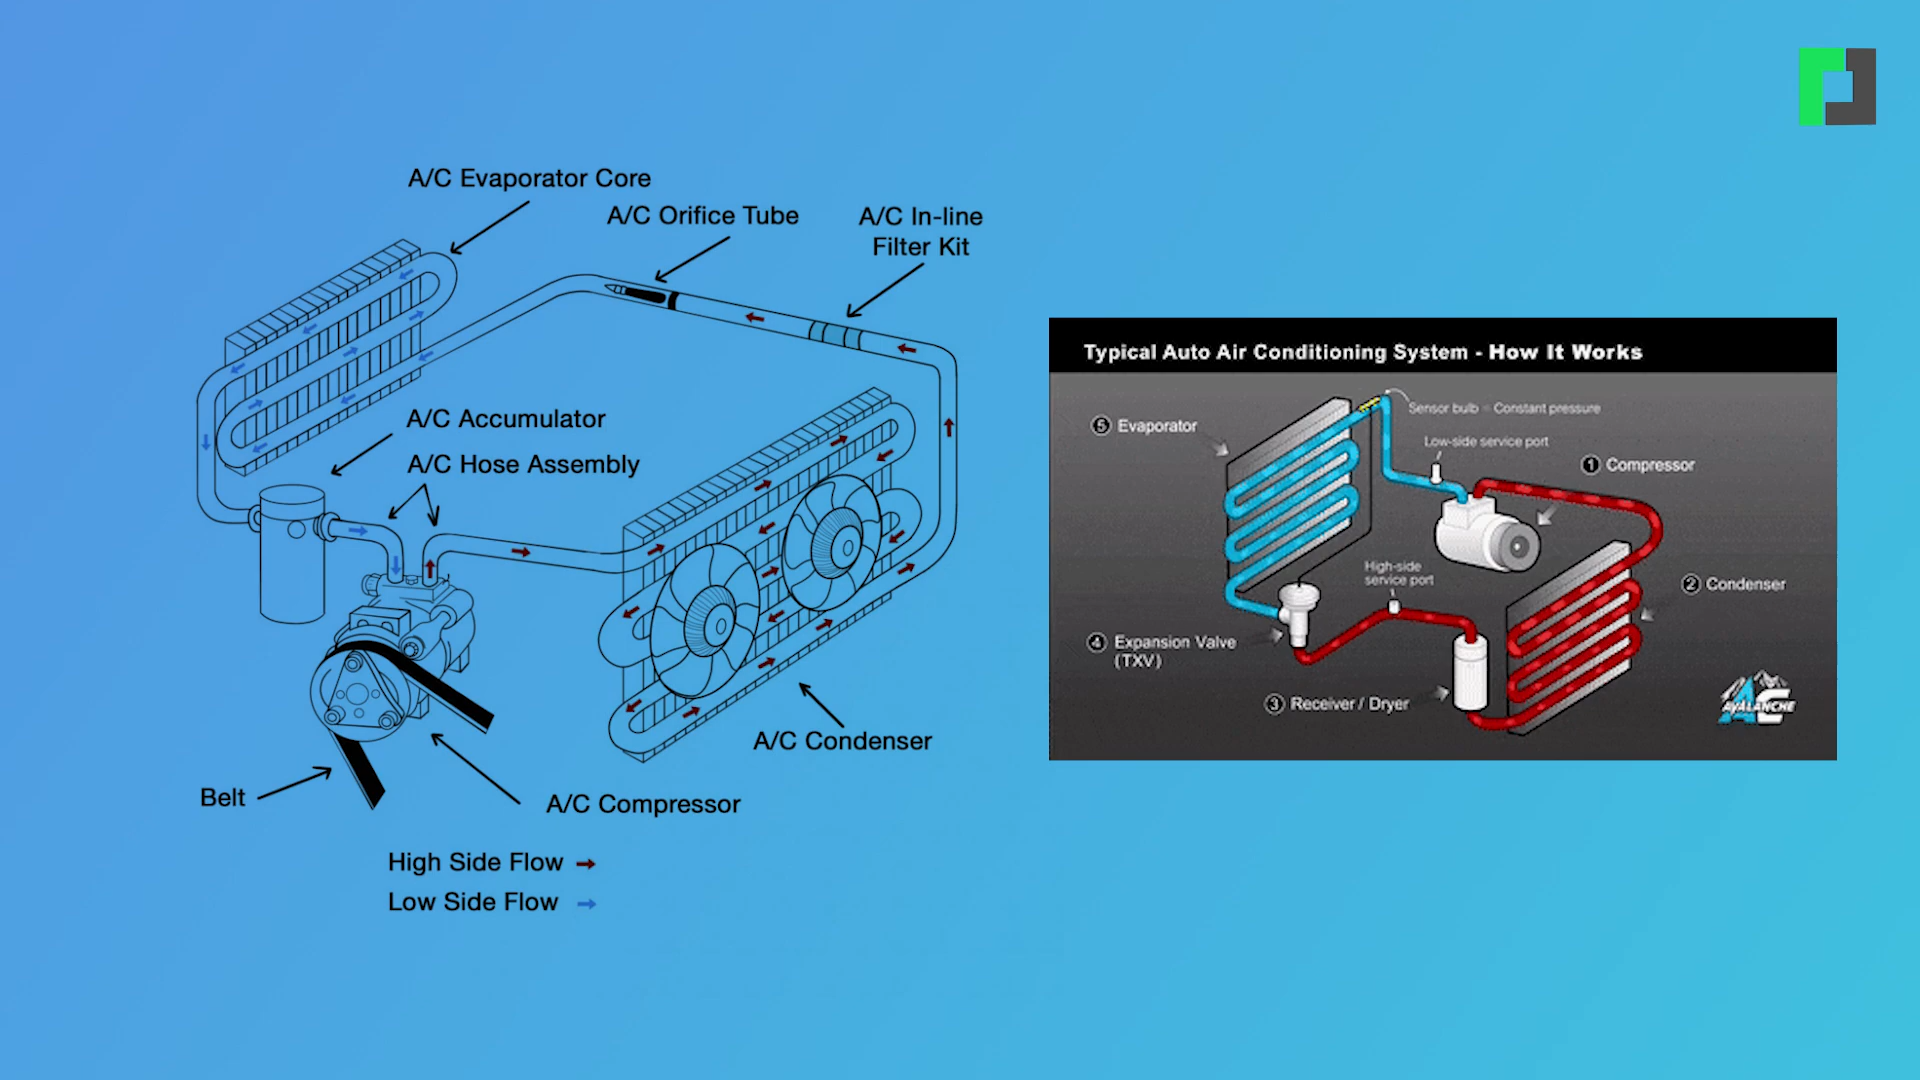 A/C Evaporator Core
A/C Orifice Tube
A/C In-line
Filter Kit
A/C Accumulator
A/C Hose Assembly
A/C Condenser
Belt
A/C Compressor
High Side Flow
Low Side Flow
Typical Auto Air Conditioning System - How It Works
Sensor bulb = Constant pressure
5 Evaporator
Low-side service port
1 Compressor
High-side
service port
2 Condenser
4 Expansion Valve
(TXV)
3 Receiver / Dryer
AC
AVALANCHE